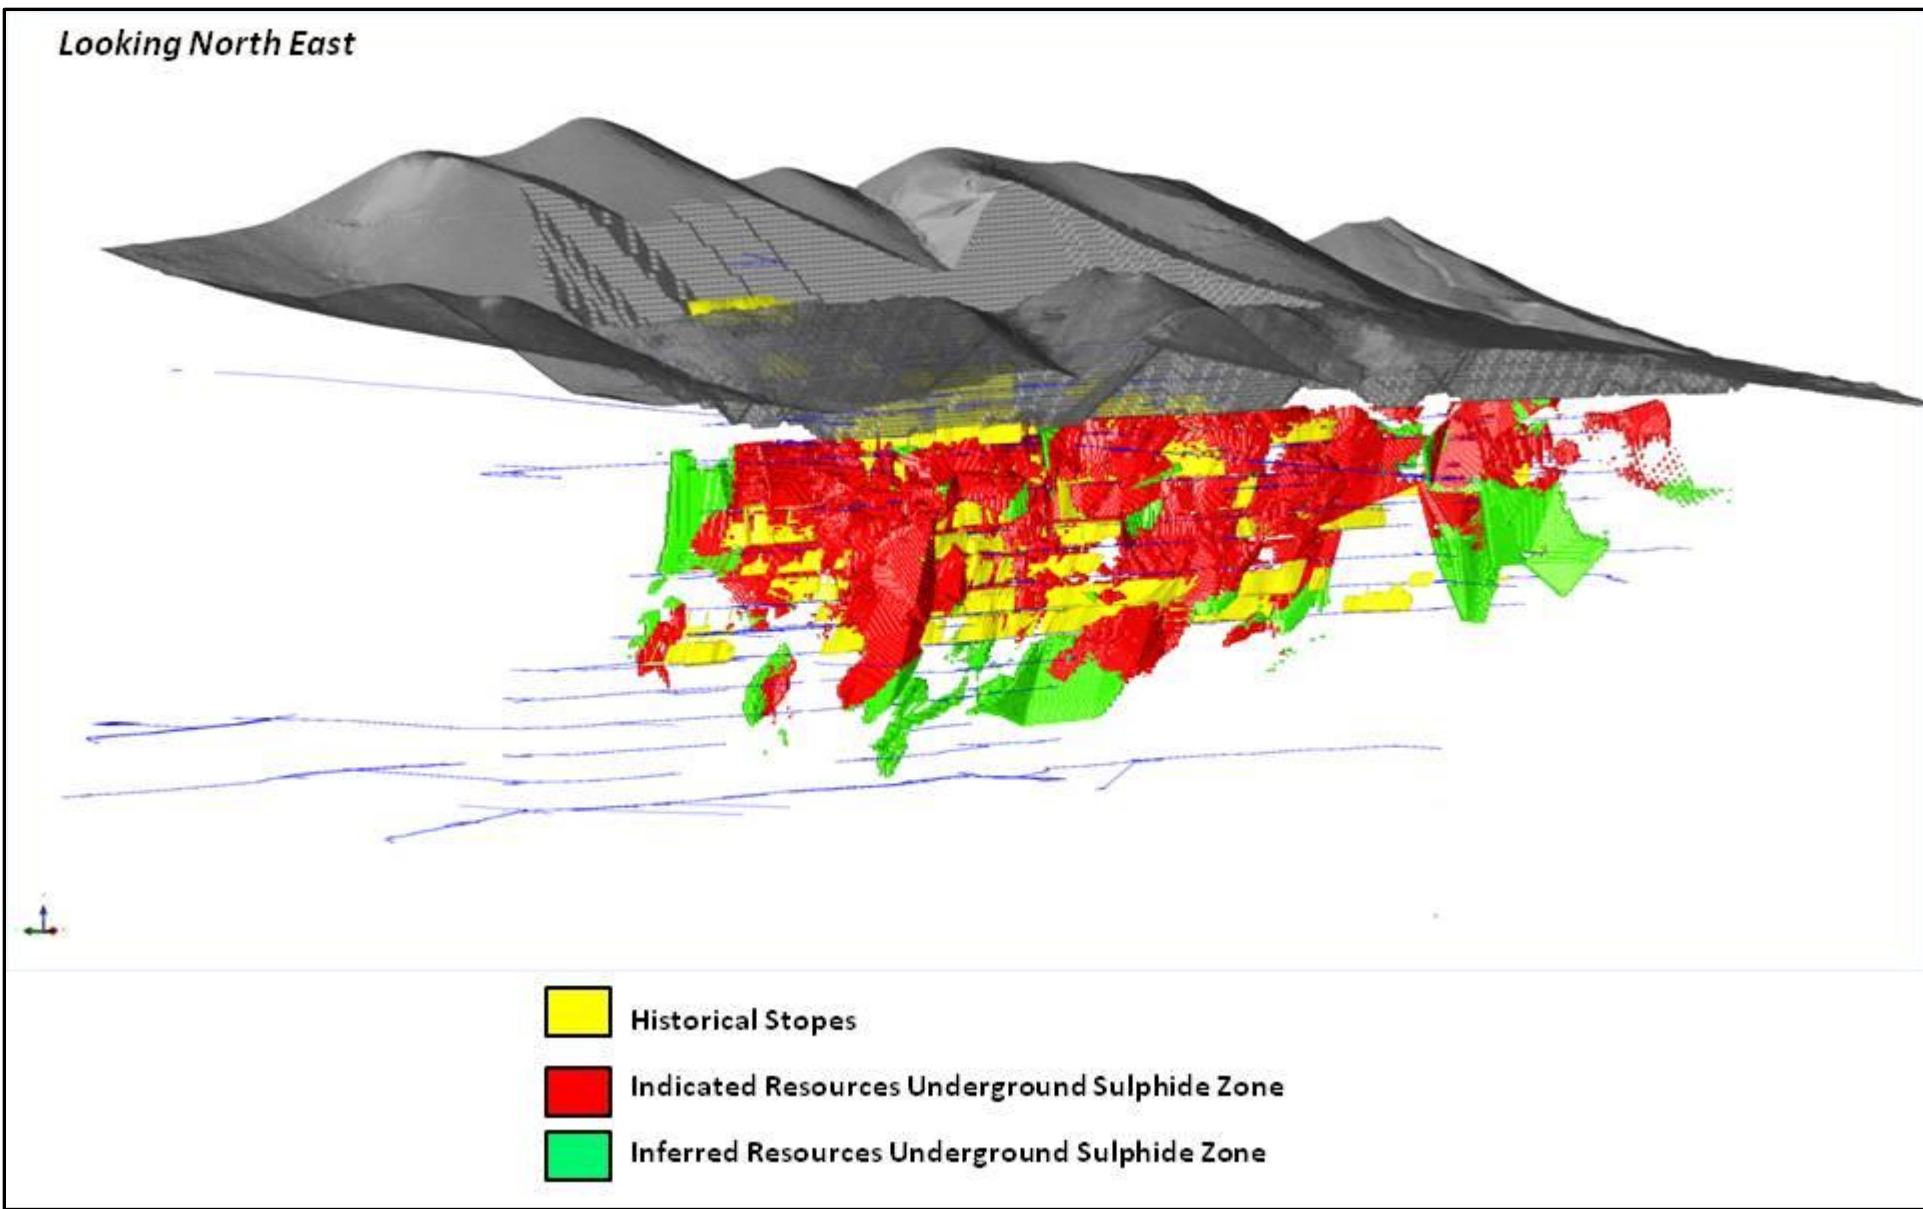 Looking North East
Historical Stopes
Indicated Resources Underground Sulphide Zone
Inferred Resources Underground Sulphide Zone